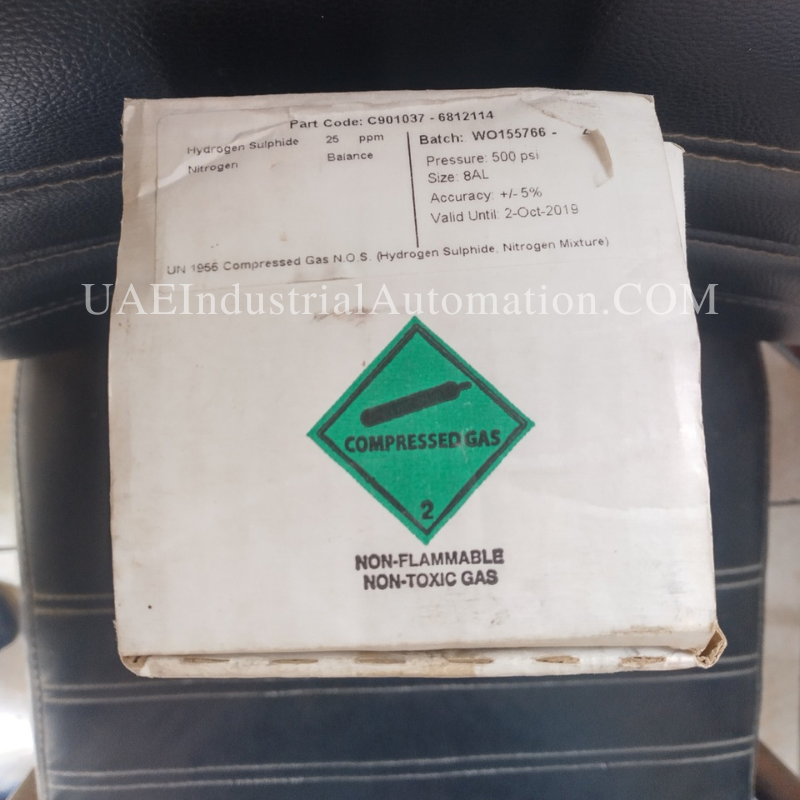 Part Code: C901037 - 6812114
Hydrogen Sulphide 25 ppm
Nitrogen Balance
Batch: WO155766 -
Pressure: 500 psi
Size: 8AL
Accuracy: +/- 5%
Valid Until: 2-Oct-2019
UN 1956 Compressed Gas N.O.S. (Hydrogen Sulphide, Nitrogen Mixture)
UAEIndustrialAutomation.COM
COMPRESSED GAS
2
NON-FLAMMABLE
NON-TOXIC GAS